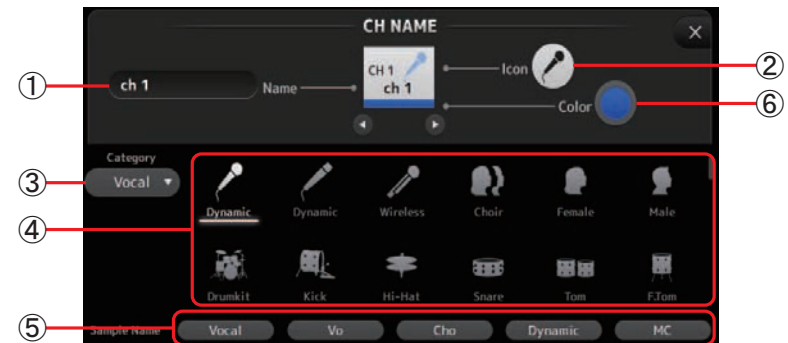 CH NAME
×
① ch 1 Name CH 1 Icon ②
ch 1
Color ⑥
③ Category
Vocal ▼
④ Dynamic Dynamic Wireless Choir Female Male
Drumkit Kick Hi-Hat Snare Tom F.Tom
⑤ Sample Name Vocal Vo Cho Dynamic MC